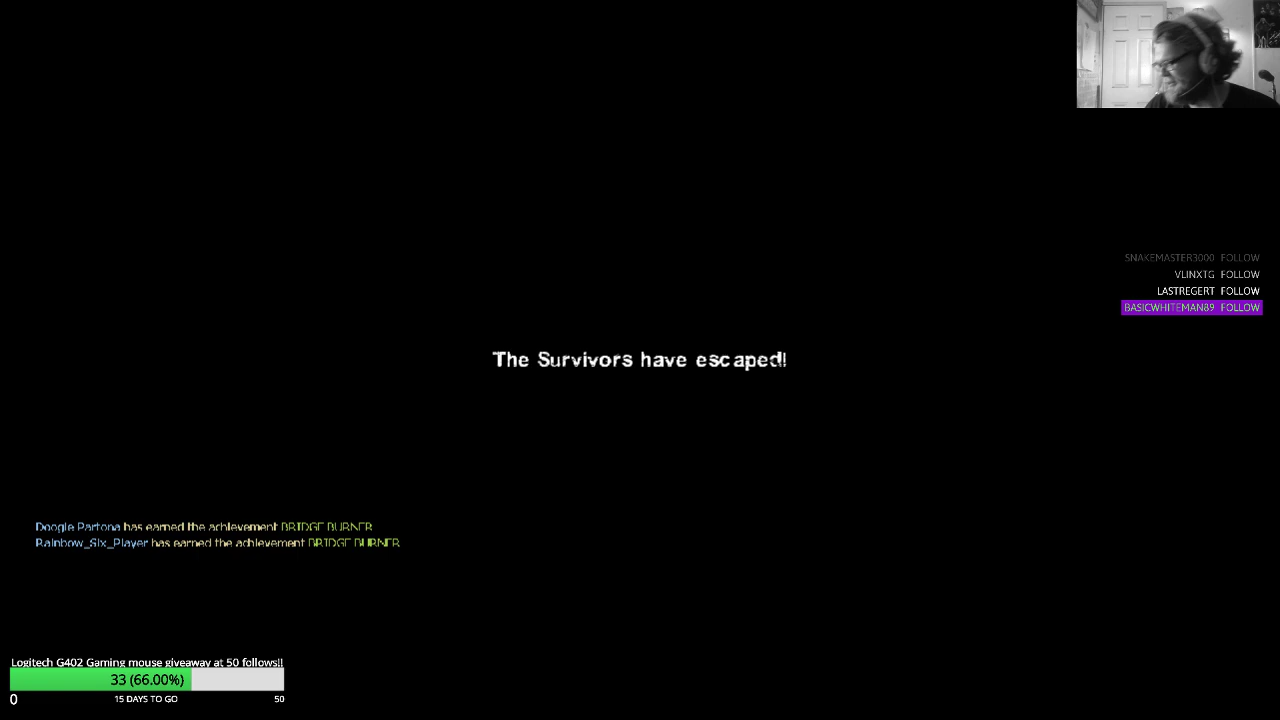 SNAKEMASTER3000 FOLLOW
VLINXTG FOLLOW
LASTREGERT FOLLOW
BASICWHITEMAN89 FOLLOW
The Survivors have escaped!
Doogle Partona has earned the achievement BRIDGE BURNER
Rainbow_Six_Player has earned the achievement BRIDGE BURNER
Logitech G402 Gaming mouse giveaway at 50 follows!!
33 (66.00%)
0 15 DAYS TO GO 50